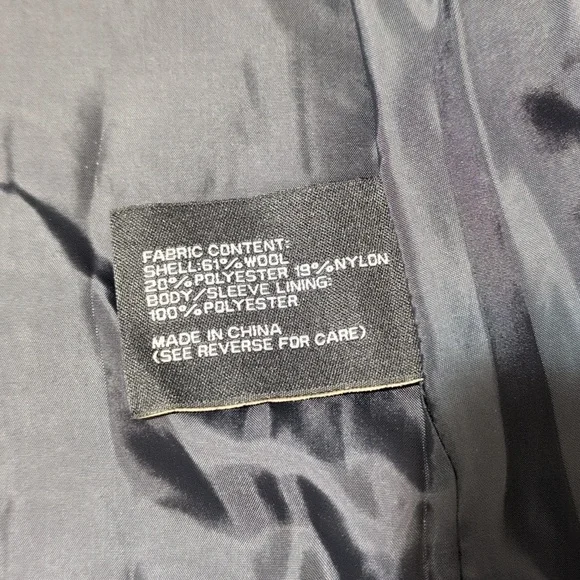 FABRIC CONTENT:
SHELL:61% WOOL
20%POLYESTER 19%NYLON
BODY/SLEEVE LINING:
100%POLYESTER
MADE IN CHINA
(SEE REVERSE FOR CARE)